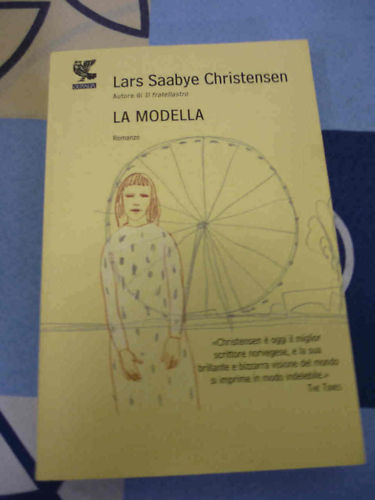 GUANDA
Lars Saabye Christensen
Autore di Il fratellastro
LA MODELLA
Romanzo
«Christensen è oggi il miglior
scrittore norvegese, e la sua
brillante e bizzarra visione del mondo
si imprime in modo indelebile.»
THE TIMES